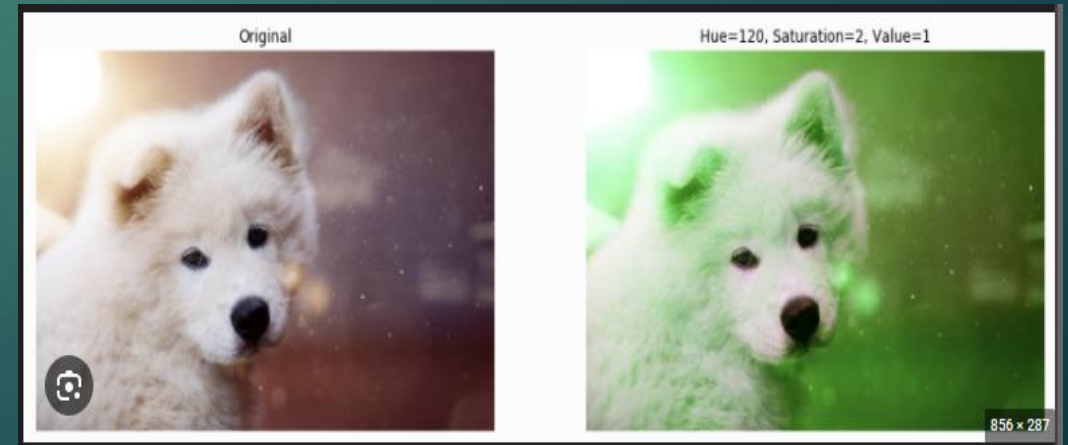 Original
Hue=120, Saturation=2, Value=1
856 × 287